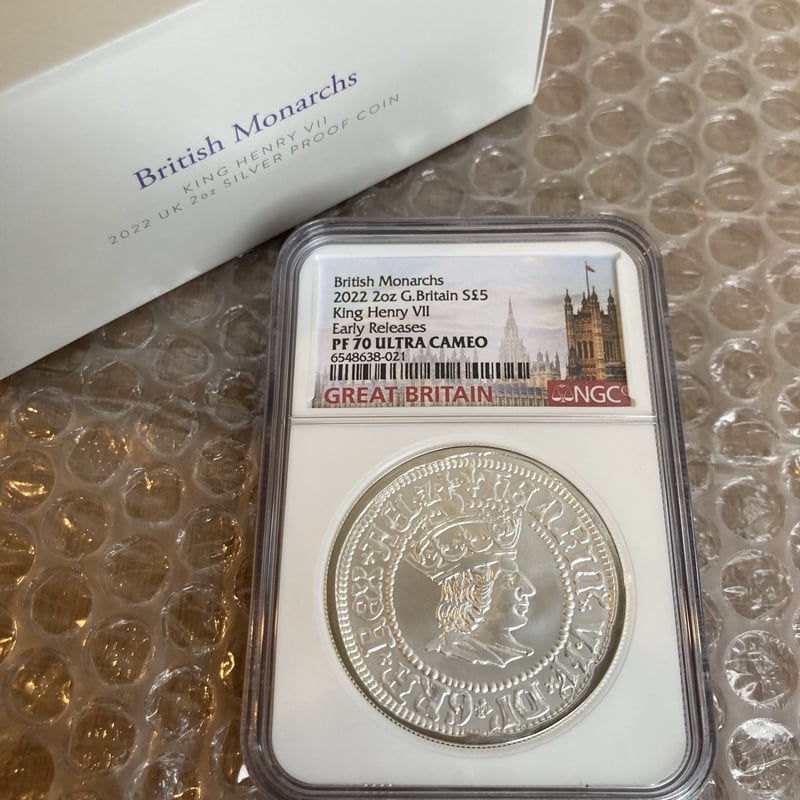 British Monarchs
KING HENRY VII
2022 UK 2oz SILVER PROOF COIN
British Monarchs
2022 2oz G.Britain S£5
King Henry VII
Early Releases
PF 70 ULTRA CAMEO
6548638-021
GREAT BRITAIN
NGC